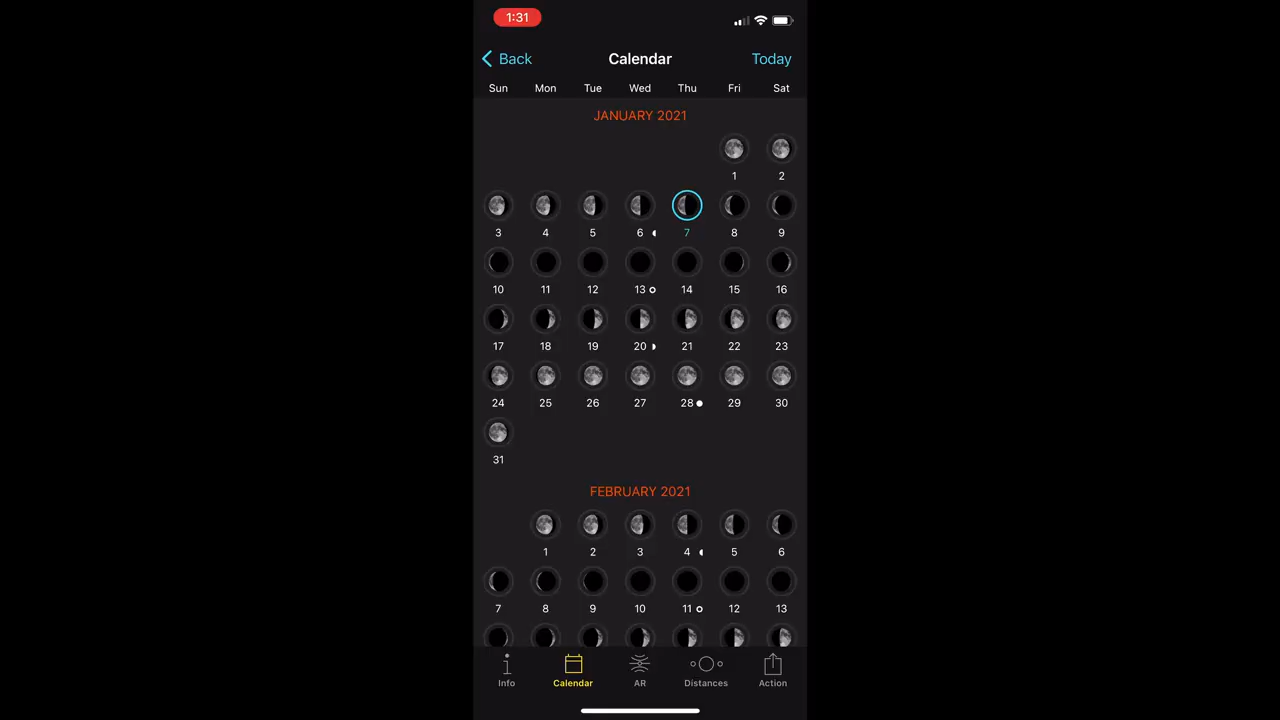 1:31
Back Calendar Today
Sun Mon Tue Wed Thu Fri Sat
JANUARY 2021
1 2
3 4 5 6 7 8 9
10 11 12 13 14 15 16
17 18 19 20 21 22 23
24 25 26 27 28 29 30
31
FEBRUARY 2021
1 2 3 4 5 6
7 8 9 10 11 12 13
Info Calendar AR Distances Action